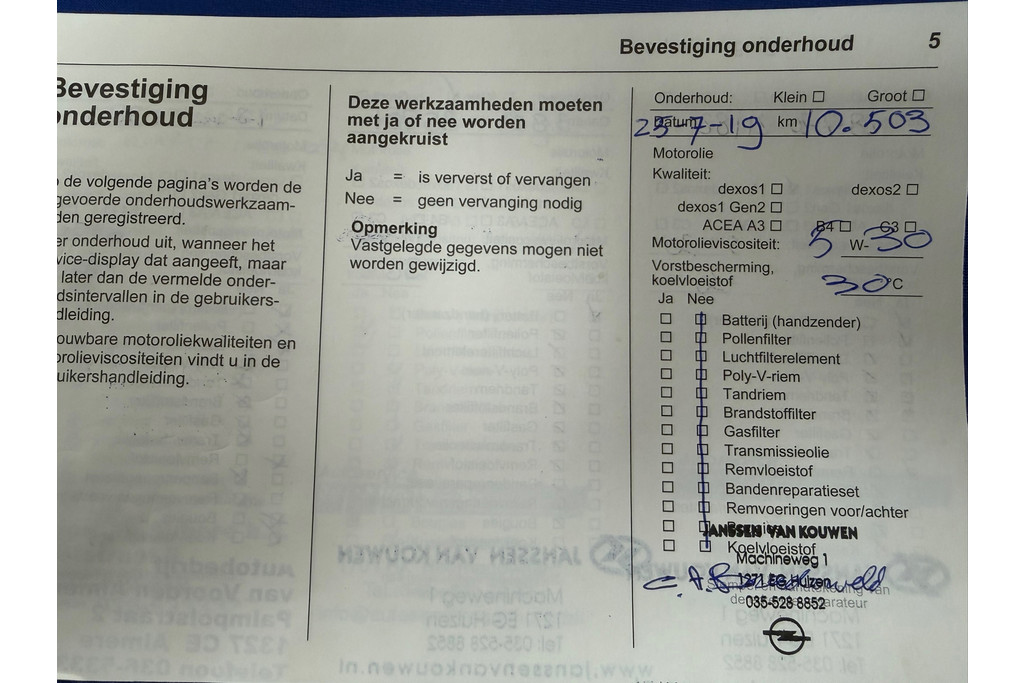 Bevestiging onderhoud 5
Bevestiging
onderhoud
de volgende pagina's worden de
gevoerde onderhoudswerkzaam-
den geregistreerd.
er onderhoud uit, wanneer het
vice-display dat aangeeft, maar
later dan de vermelde onder-
dsintervallen in de gebruikers-
dleiding.
ouwbare motoroliekwaliteiten en
orolieviscositeiten vindt u in de
uikershandleiding.
Deze werkzaamheden moeten
met ja of nee worden
aangekruist
Ja = is ververst of vervangen
Nee = geen vervanging nodig
Opmerking
Vastgelegde gegevens mogen niet
worden gewijzigd.
Onderhoud: Klein ☐ Groot ☐
Datum 23-7-19 km 10.503
Motorolie
Kwaliteit:
dexos1 ☐ dexos2 ☐
dexos1 Gen2 ☐
ACEA A3 ☐ B4 ☐ C3 ☐
Motorolieviscositeit: 5 W-30
Vorstbescherming,
koelvloeistof 30°C
Ja Nee
☐ ☐ Batterij (handzender)
☐ ☐ Pollenfilter
☐ ☐ Luchtfilterelement
☐ ☐ Poly-V-riem
☐ ☐ Tandriem
☐ ☐ Brandstoffilter
☐ ☐ Gasfilter
☐ ☐ Transmissieolie
☐ ☐ Remvloeistof
☐ ☐ Bandenreparatieset
☐ ☐ Remvoeringen voor/achter
☐ ☐ JANSSEN VAN KOUWEN
☐ ☐ Koelvloeistof
Machineweg 1
1271 EG Huizen
035-528 8852